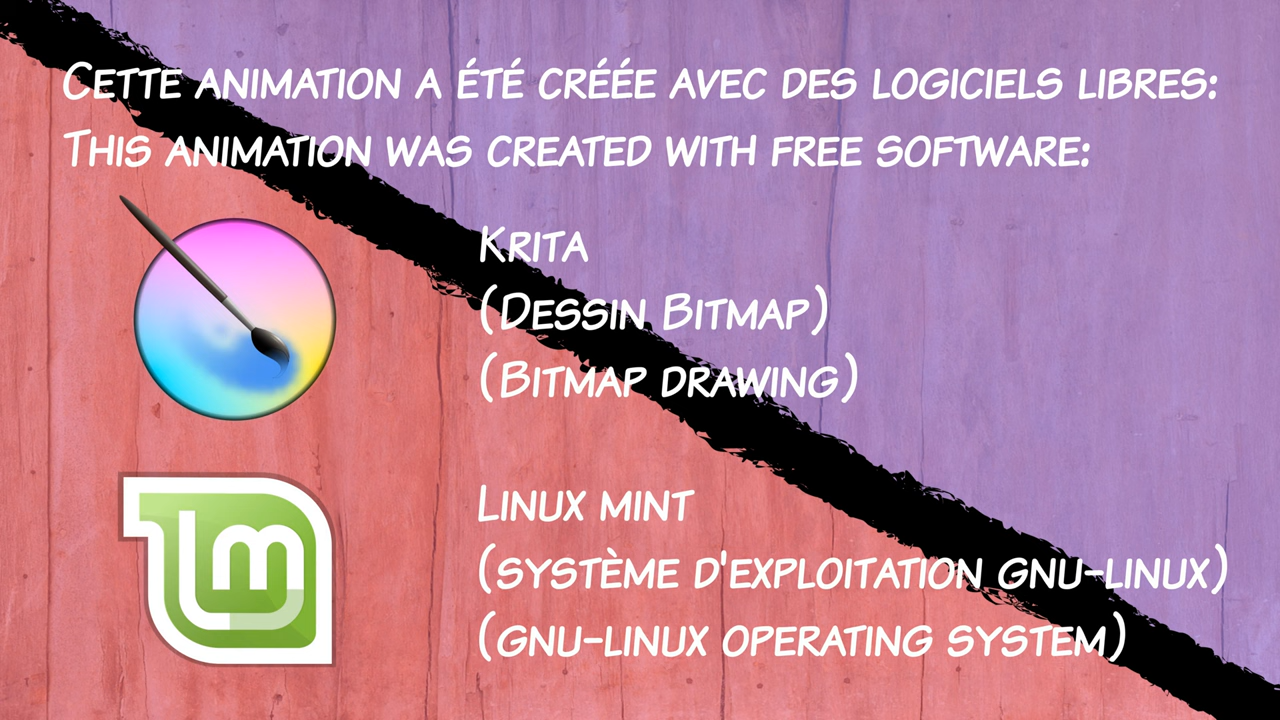 Cette animation a été créée avec des logiciels libres:
This animation was created with free software:
Krita
(Dessin Bitmap)
(Bitmap drawing)
lm
Linux mint
(système d'exploitation GNU-Linux)
(GNU-Linux operating system)